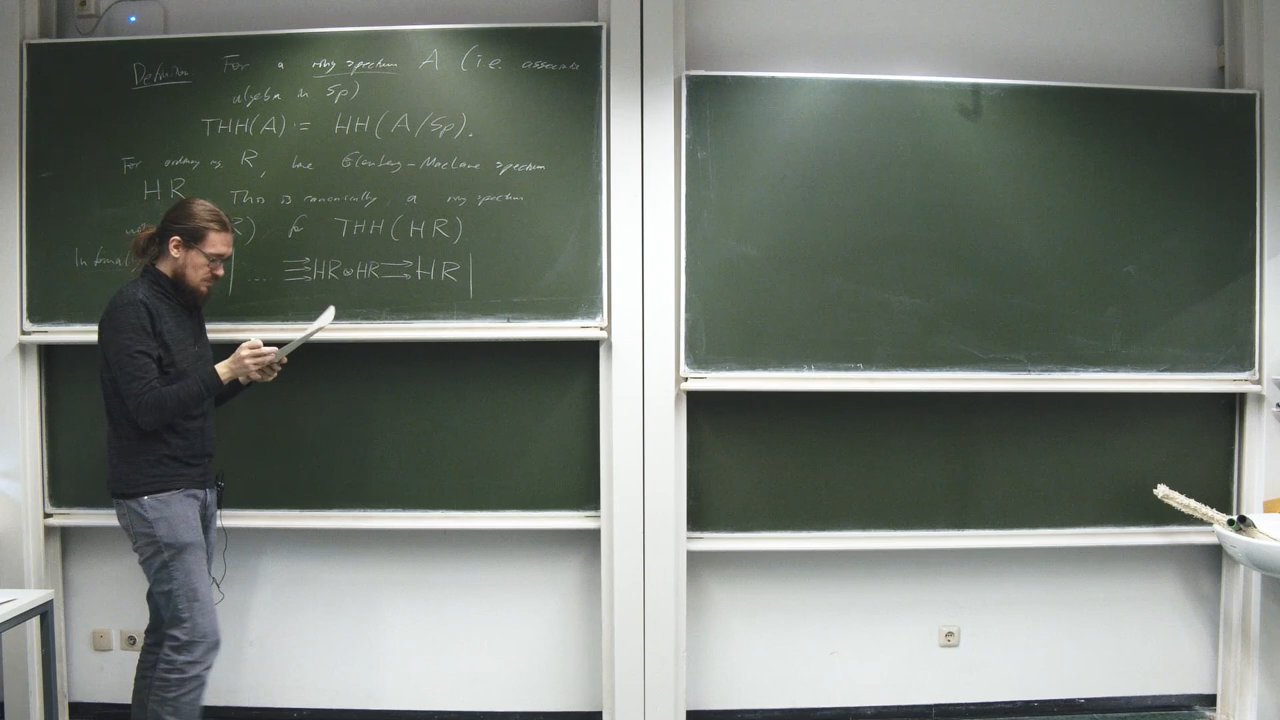 Definition For a ring spectrum A (i.e. associative
algebra in Sp)
THH(A) := HH(A/Sp).
For ordinary ring R, have Eilenberg-MacLane spectrum
HR This is canonically a ring spectrum
R) for THH(HR)
| ... HR⊗HR HR|